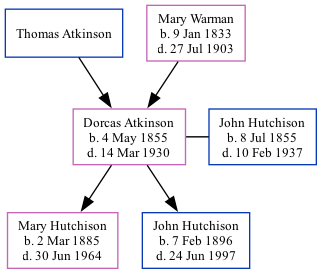 Thomas Atkinson
Mary Warman
b. 9 Jan 1833
d. 27 Jul 1903
Dorcas Atkinson
b. 4 May 1855
d. 14 Mar 1930
John Hutchison
b. 8 Jul 1855
d. 10 Feb 1937
Mary Hutchison
b. 2 Mar 1885
d. 30 Jun 1964
John Hutchison
b. 7 Feb 1896
d. 24 Jun 1997